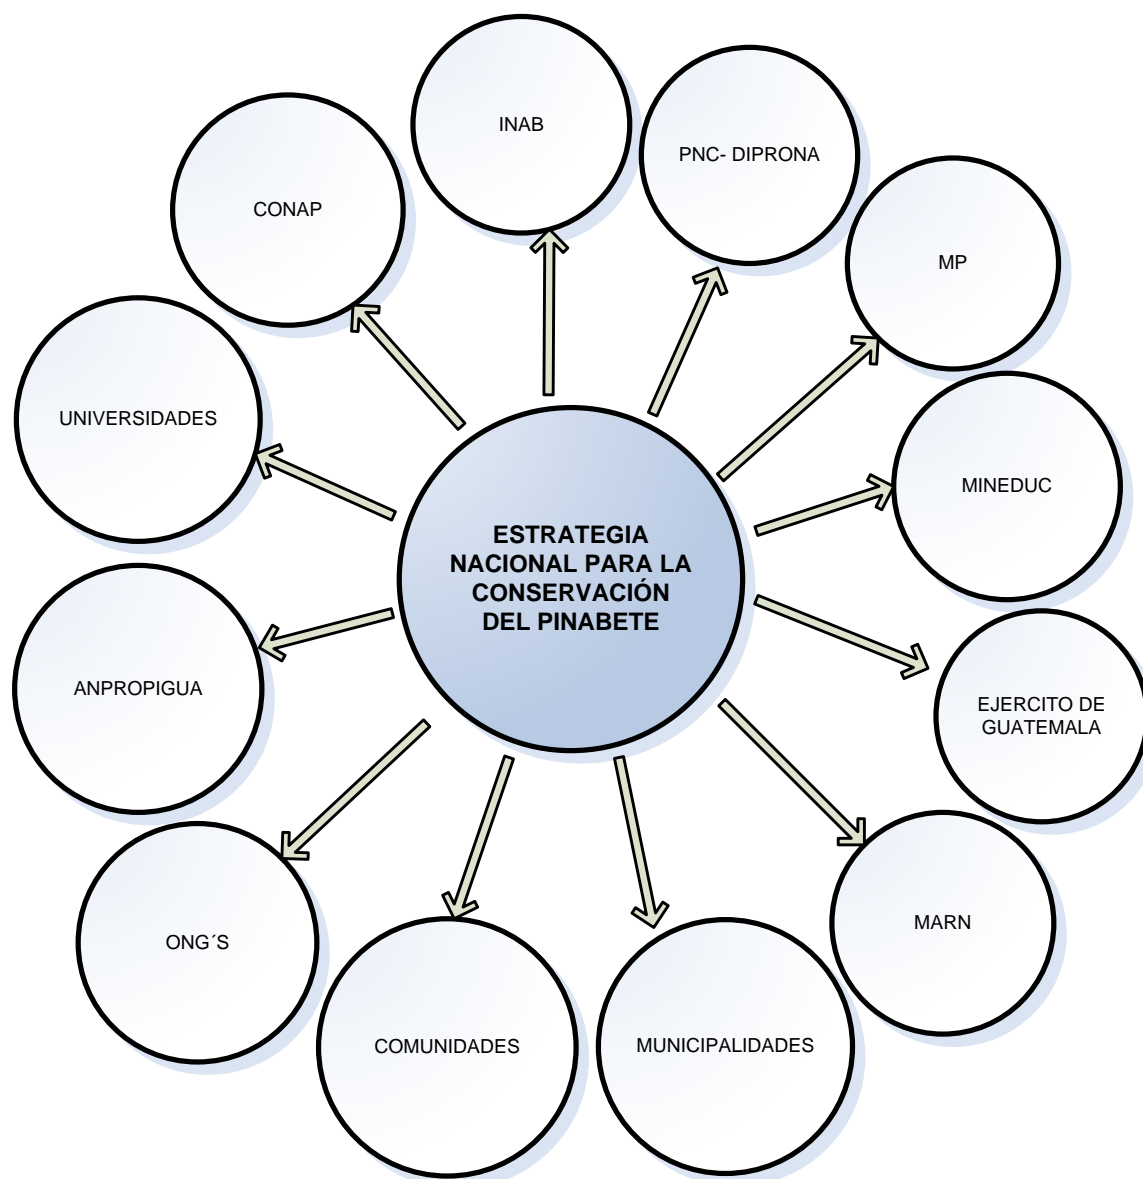 INAB
PNC- DIPRONA
CONAP
MP
UNIVERSIDADES
MINEDUC
ESTRATEGIA
NACIONAL PARA LA
CONSERVACIÓN
DEL PINABETE
ANPROPIGUA
EJERCITO DE
GUATEMALA
ONG´S
MARN
COMUNIDADES
MUNICIPALIDADES